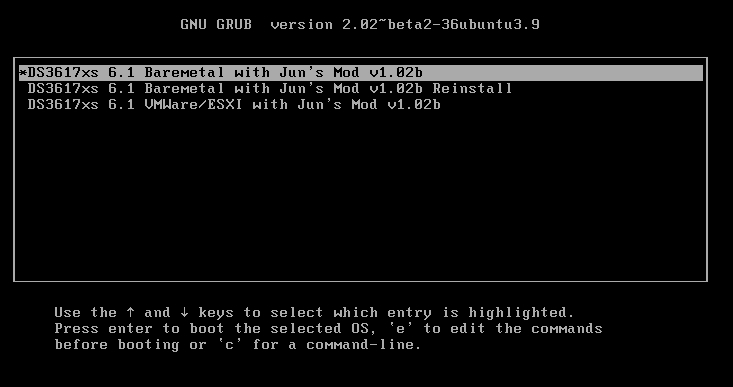 GNU GRUB  version 2.02~beta2-36ubuntu3.9
*DS3617xs 6.1 Baremetal with Jun's Mod v1.02b
DS3617xs 6.1 Baremetal with Jun's Mod v1.02b Reinstall
DS3617xs 6.1 VMWare/ESXI with Jun's Mod v1.02b
Use the ↑ and ↓ keys to select which entry is highlighted.
Press enter to boot the selected OS, `e' to edit the commands
before booting or `c' for a command-line.